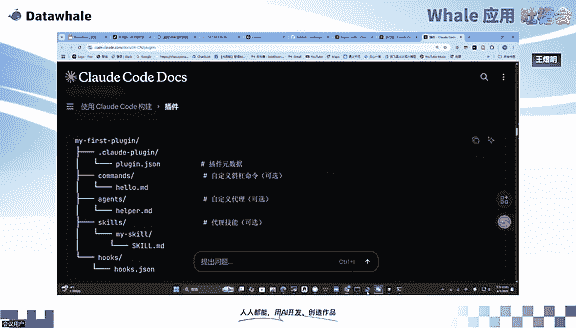 Datawhale
Whale 应用
王熠明
Claude Code Docs
使用 Claude Code 构建 › 插件
my-first-plugin/
├── .claude-plugin/
│   └── plugin.json # 插件元数据
├── commands/ # 自定义斜杠命令（可选）
│   └── hello.md
├── agents/ # 自定义代理（可选）
│   └── helper.md
├── skills/ # 代理技能（可选）
│   └── my-skill/
│       └── SKILL.md
└── hooks/
    └── hooks.json
提出问题...
Ctrl+I
人人都能，用AI开发、创造作品
会议用户